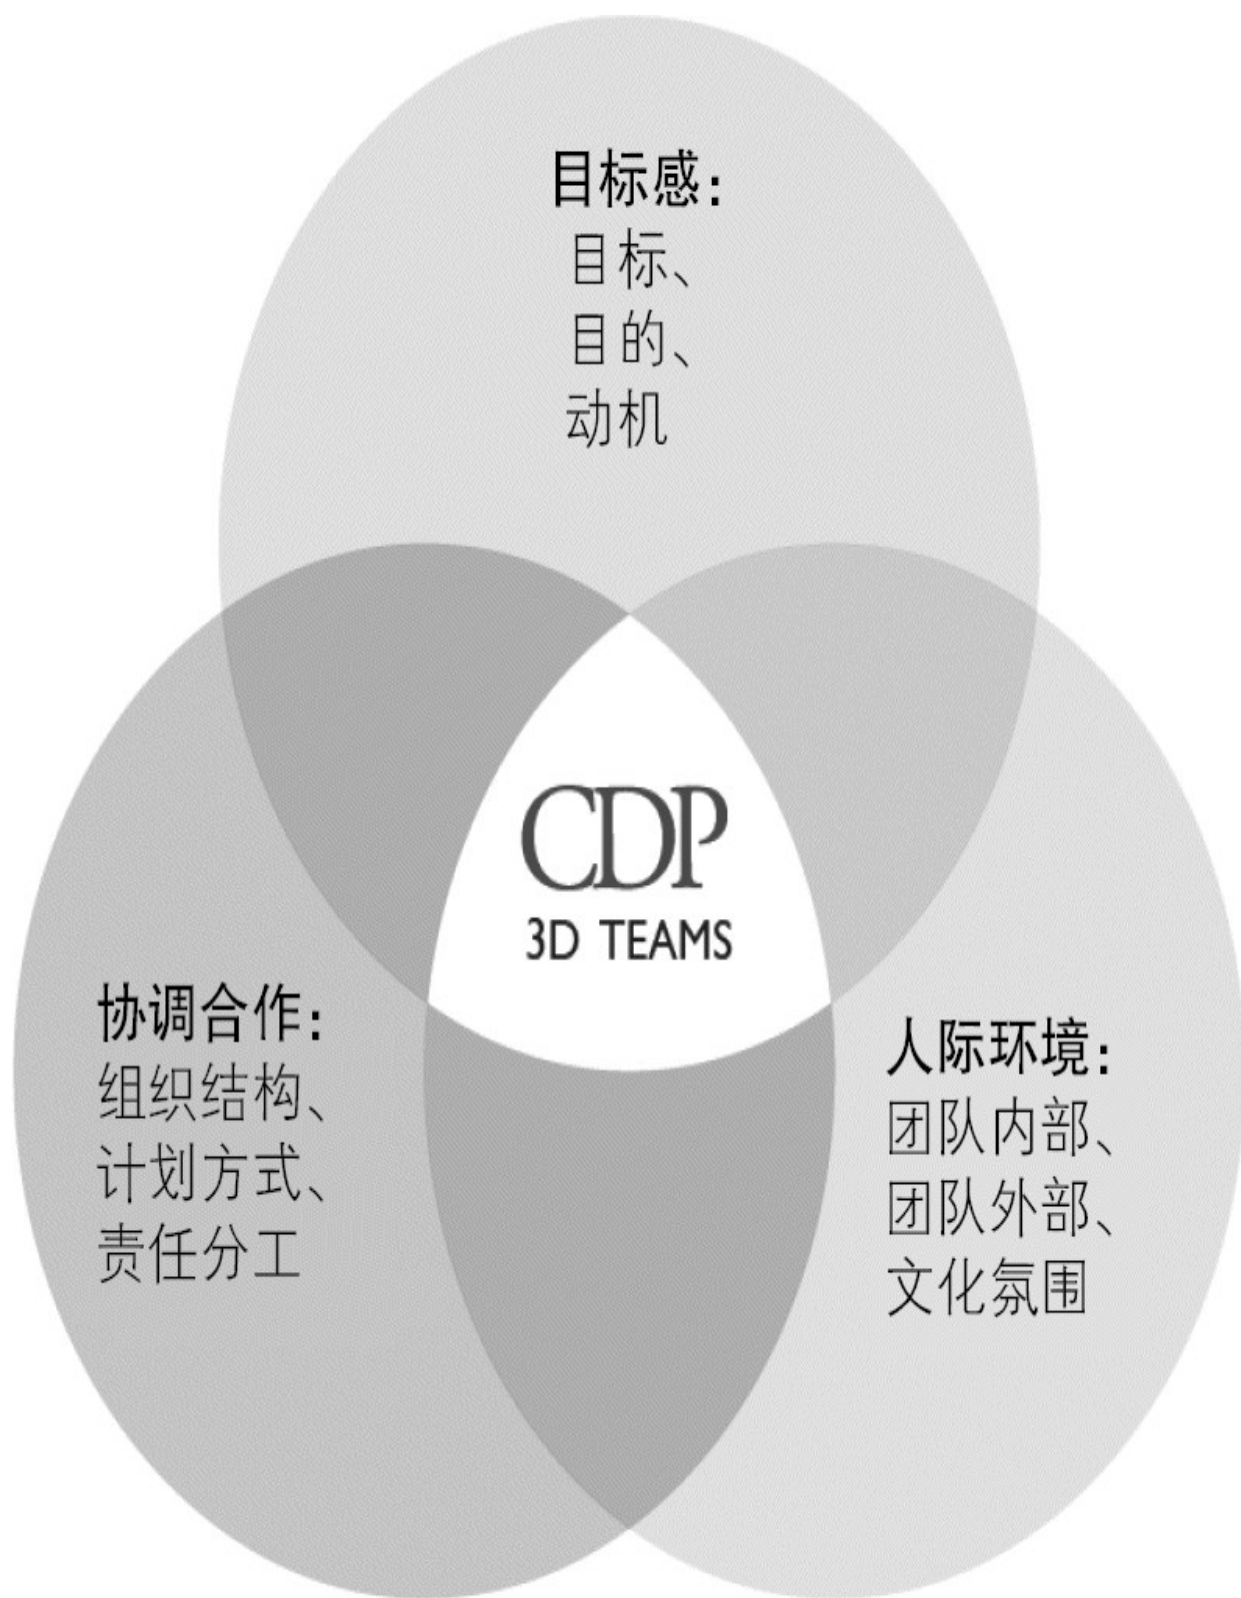 目标感：
目标、
目的、
动机
CDP
3D TEAMS
协调合作：
组织结构、
计划方式、
责任分工
人际环境：
团队内部、
团队外部、
文化氛围